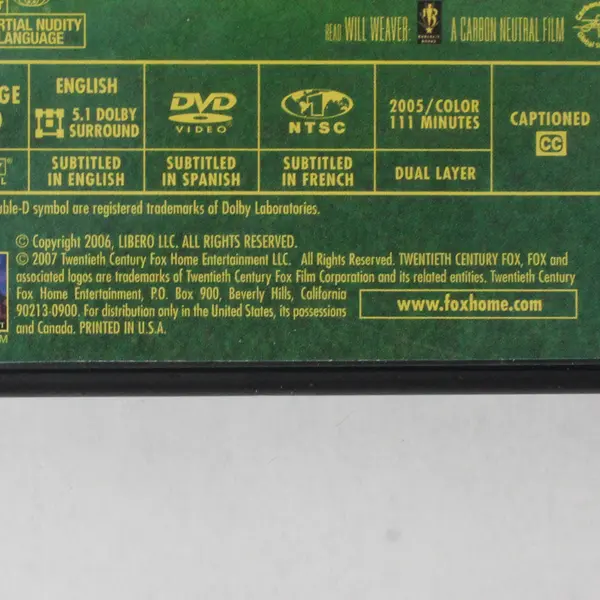 RTIAL NUDITY
LANGUAGE
READ WILL WEAVER: A CARBON NEUTRAL FILM
GE
ENGLISH
5.1 DOLBY
SURROUND
DVD
VIDEO
1
NTSC
2005/COLOR
111 MINUTES
CAPTIONED
CC
SUBTITLED
IN ENGLISH
SUBTITLED
IN SPANISH
SUBTITLED
IN FRENCH
DUAL LAYER
uble-D symbol are registered trademarks of Dolby Laboratories.
© Copyright 2006, LIBERO LLC. ALL RIGHTS RESERVED.
© 2007 Twentieth Century Fox Home Entertainment LLC. All Rights Reserved. TWENTIETH CENTURY FOX, FOX and
associated logos are trademarks of Twentieth Century Fox Film Corporation and its related entities. Twentieth Century
Fox Home Entertainment, P.O. Box 900, Beverly Hills, California
90213-0900. For distribution only in the United States, its possessions
and Canada. PRINTED IN U.S.A.
www.foxhome.com